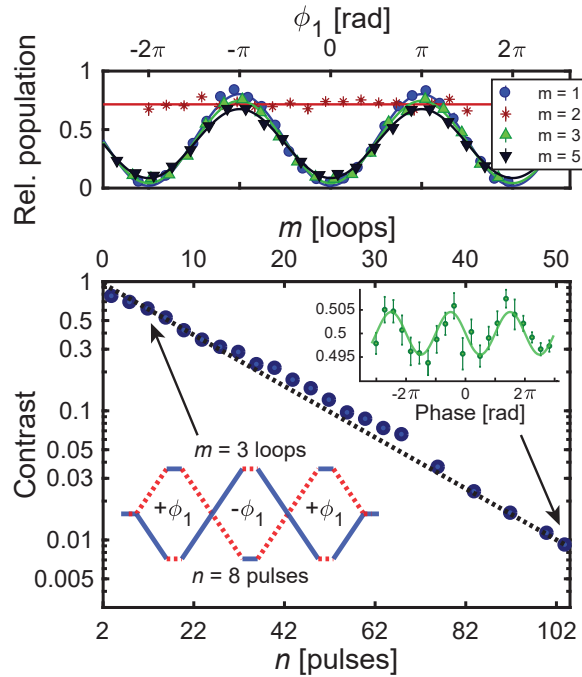 ϕ₁ [rad]
-2π -π 0 π 2π
1
0.5
0
Rel. population
m = 1
m = 2
m = 3
m = 5
m [loops]
0 10 20 30 40 50
1
0.5
0.3
0.1
0.05
0.03
0.01
0.005
Contrast
0.505
0.5
0.495
-2π 0 2π
Phase [rad]
m = 3 loops
+ϕ₁ -ϕ₁ +ϕ₁
n = 8 pulses
2 22 42 62 82 102
n [pulses]